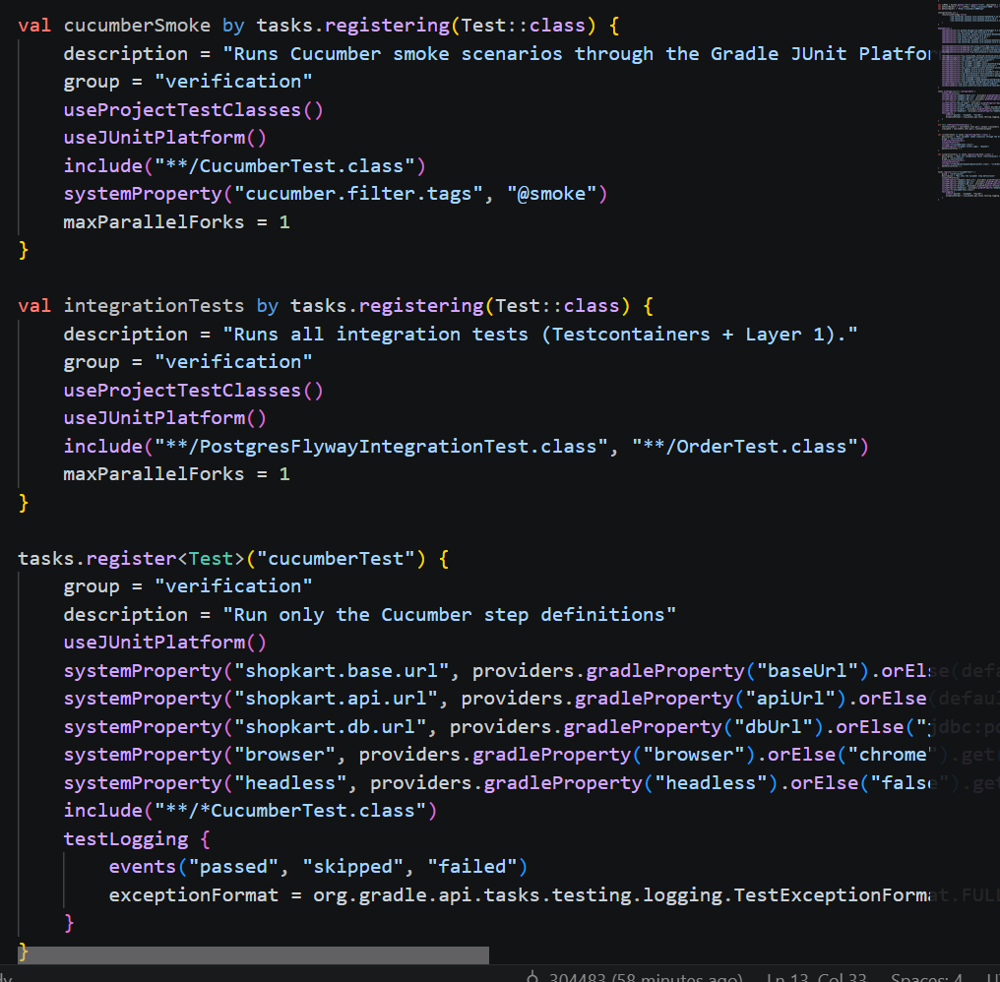 val cucumberSmoke by tasks.registering(Test::class) {
    description = "Runs Cucumber smoke scenarios through the Gradle JUnit
    group = "verification"
    useProjectTestClasses()
    useJUnitPlatform()
    include("**/CucumberTest.class")
    systemProperty("cucumber.filter.tags", "@smoke")
    maxParallelForks = 1
}
val integrationTests by tasks.registering(Test::class) {
    description = "Runs all integration tests (Testcontainers + Layer 1)."
    group = "verification"
    useProjectTestClasses()
    useJUnitPlatform()
    include("**/PostgresFlywayIntegrationTest.class", "**/OrderTest.class")
    maxParallelForks = 1
}
tasks.register<Test>("cucumberTest") {
    group = "verification"
    description = "Run only the Cucumber step definitions"
    useJUnitPlatform()
    systemProperty("shopkart.base.url", providers.gradleProperty("baseUrl").orElse(
    systemProperty("shopkart.api.url", providers.gradleProperty("apiUrl").orElse(
    systemProperty("shopkart.db.url", providers.gradleProperty("dbUrl").orElse("jdbc:
    systemProperty("browser", providers.gradleProperty("browser").orElse("chrome").get
    systemProperty("headless", providers.gradleProperty("headless").orElse("false").get
    include("**/*CucumberTest.class")
    testLogging {
        events("passed", "skipped", "failed")
        exceptionFormat = org.gradle.api.tasks.testing.logging.TestExceptionFormat.FULL
    }
}
304483 (58 minutes ago) Ln 13, Col 33 Spaces: 4